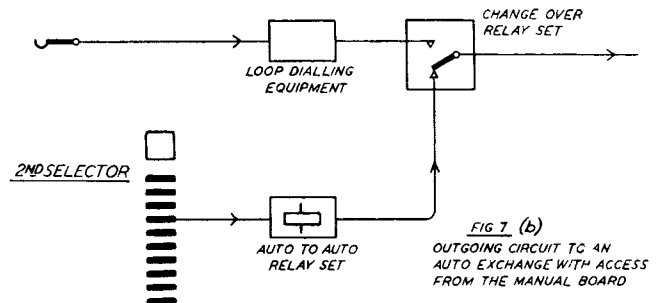 CHANGE OVER
RELAY SET
LOOP DIALLING
EQUIPMENT
2ND SELECTOR
AUTO TO AUTO
RELAY SET
FIG 7. (b)
OUTGOING CIRCUIT TO AN
AUTO EXCHANGE WITH ACCESS
FROM THE MANUAL BOARD